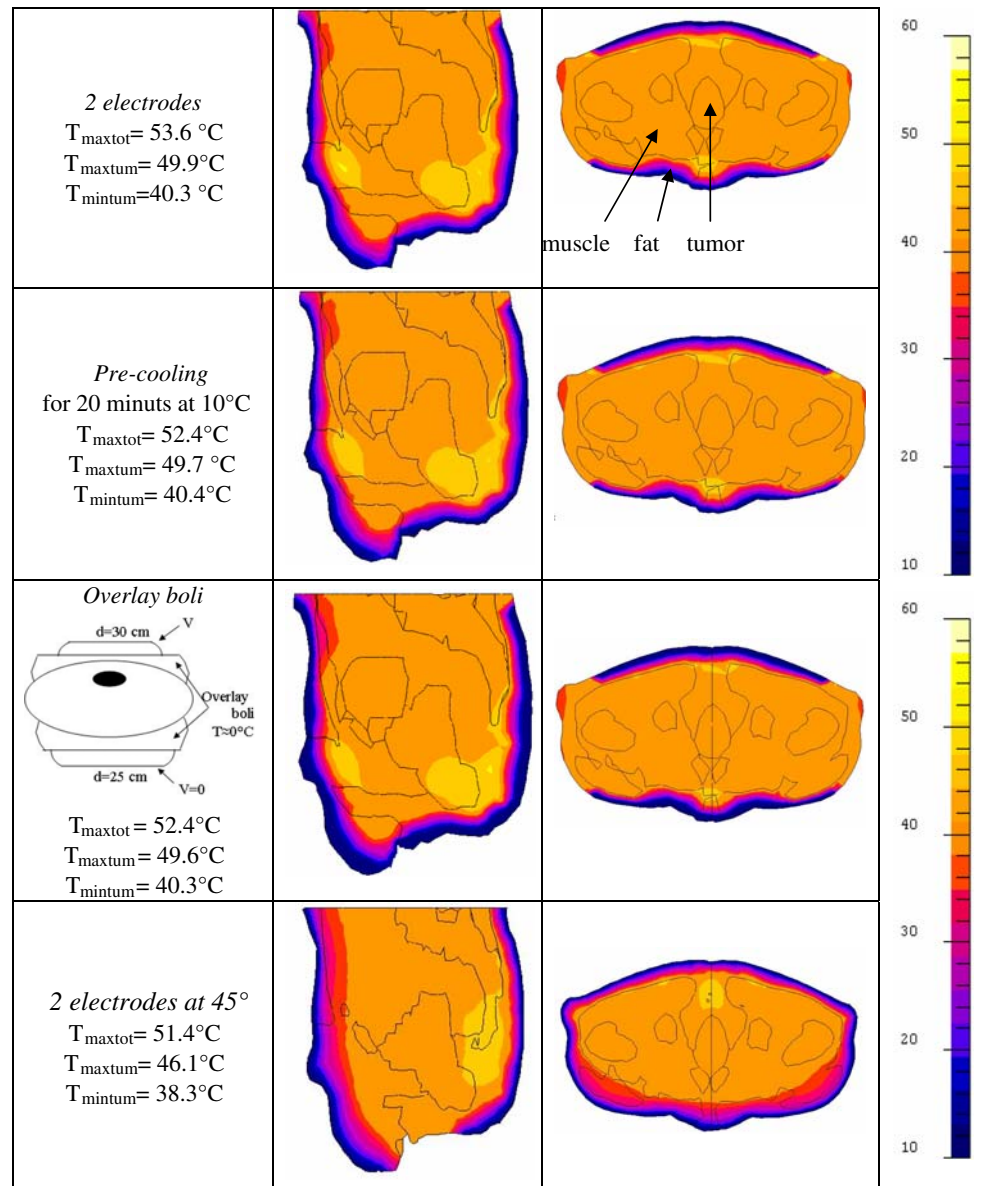 2 electrodes
Tmaxtot= 53.6 °C
Tmaxtum= 49.9°C
Tmintum=40.3 °C
muscle fat tumor
60
50
40
30
20
10
Pre-cooling
for 20 minuts at 10°C
Tmaxtot= 52.4°C
Tmaxtum= 49.7 °C
Tmintum= 40.4°C
Overlay boli
d=30 cm
V
Overlay
boli
T≈0°C
d=25 cm
V=0
Tmaxtot = 52.4°C
Tmaxtum = 49.6°C
Tmintum = 40.3°C
60
50
40
30
20
10
2 electrodes at 45°
Tmaxtot= 51.4°C
Tmaxtum= 46.1°C
Tmintum= 38.3°C